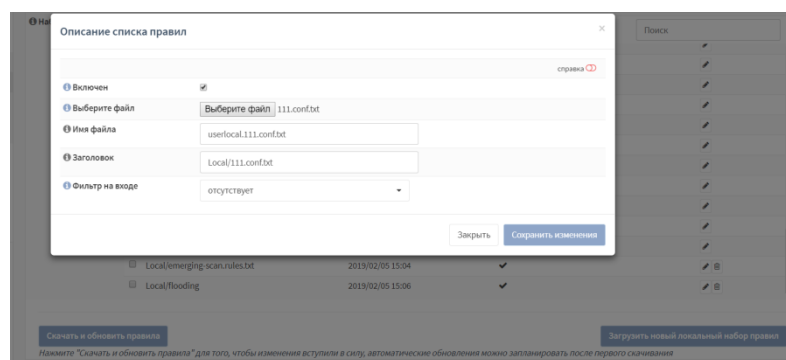 На
Описание списка правил
×
Поиск
справка
Включен
Выберите файл
Выберите файл 111.conf.txt
Имя файла
userlocal.111.conf.txt
Заголовок
Local/111.conf.txt
Фильтр на входе
отсутствует
Закрыть
Сохранить изменения
Local/emerging-scan.rules.txt 2019/02/05 15:04
Local/flooding 2019/02/05 15:06
Скачать и обновить правила
Загрузить новый локальный набор правил
Нажмите "Скачать и обновить правила" для того, чтобы изменения вступили в силу, автоматические обновления можно запланировать после первого скачивания